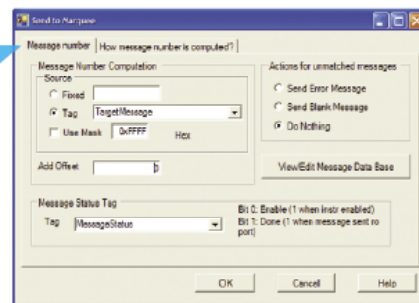 Send to Marquee
Message number
How message number is computed?
Message Number Computation
Source
Fixed
Tag
TargetMessage
Use Mask
0xFFFF
Hex
Add Offset
Actions for unmatched messages
Send Error Message
Send Blank Message
Do Nothing
View/Edit Message Data Base
Message Status Tag
Tag
MessageStatus
Bit 0: Enable (1 when instr enabled)
Bit 1: Done (1 when message sent ro
port)
OK
Cancel
Help